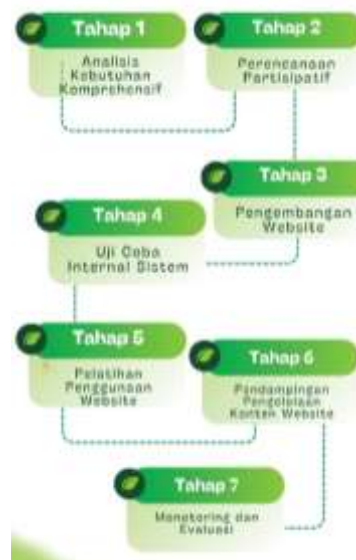 Tahap 1
Analisis
Kebutuhan
Komprehensif
Tahap 2
Perencanaan
Partisipatif
Tahap 3
Pengembangan
Website
Tahap 4
Uji Coba
Internal Sistem
Tahap 5
Pelatihan
Penggunaan
Website
Tahap 6
Pendampingan
Pengelolaan
Konten Website
Tahap 7
Monotoring dan
Evaluasi